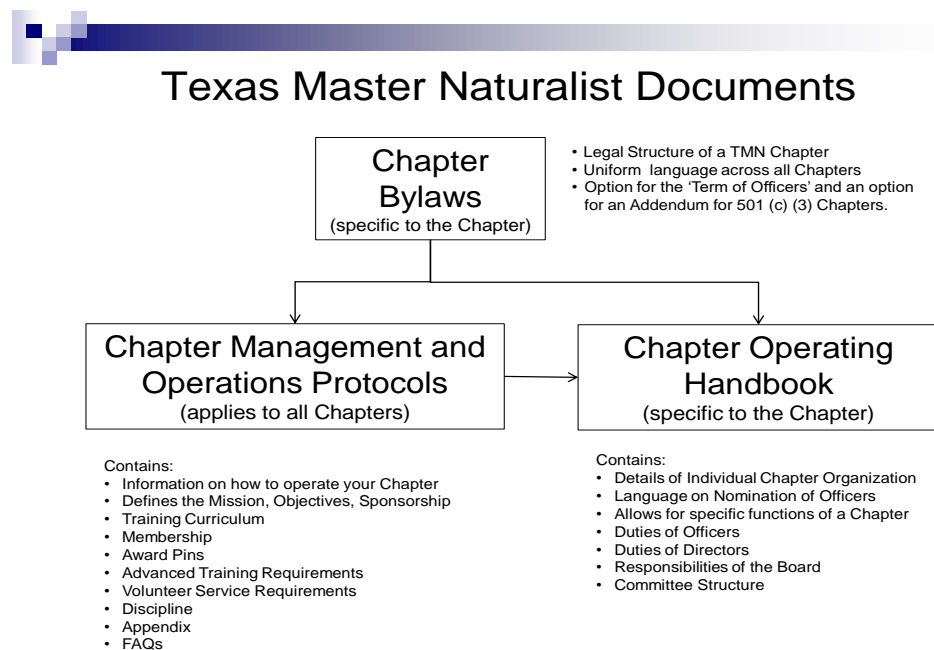 Texas Master Naturalist Documents
Chapter
Bylaws
(specific to the Chapter)
• Legal Structure of a TMN Chapter
• Uniform language across all Chapters
• Option for the ‘Term of Officers’ and an option
for an Addendum for 501 (c) (3) Chapters.
Chapter Management and
Operations Protocols
(applies to all Chapters)
Chapter Operating
Handbook
(specific to the Chapter)
Contains:
• Information on how to operate your Chapter
• Defines the Mission, Objectives, Sponsorship
• Training Curriculum
• Membership
• Award Pins
• Advanced Training Requirements
• Volunteer Service Requirements
• Discipline
• Appendix
• FAQs
Contains:
• Details of Individual Chapter Organization
• Language on Nomination of Officers
• Allows for specific functions of a Chapter
• Duties of Officers
• Duties of Directors
• Responsibilities of the Board
• Committee Structure